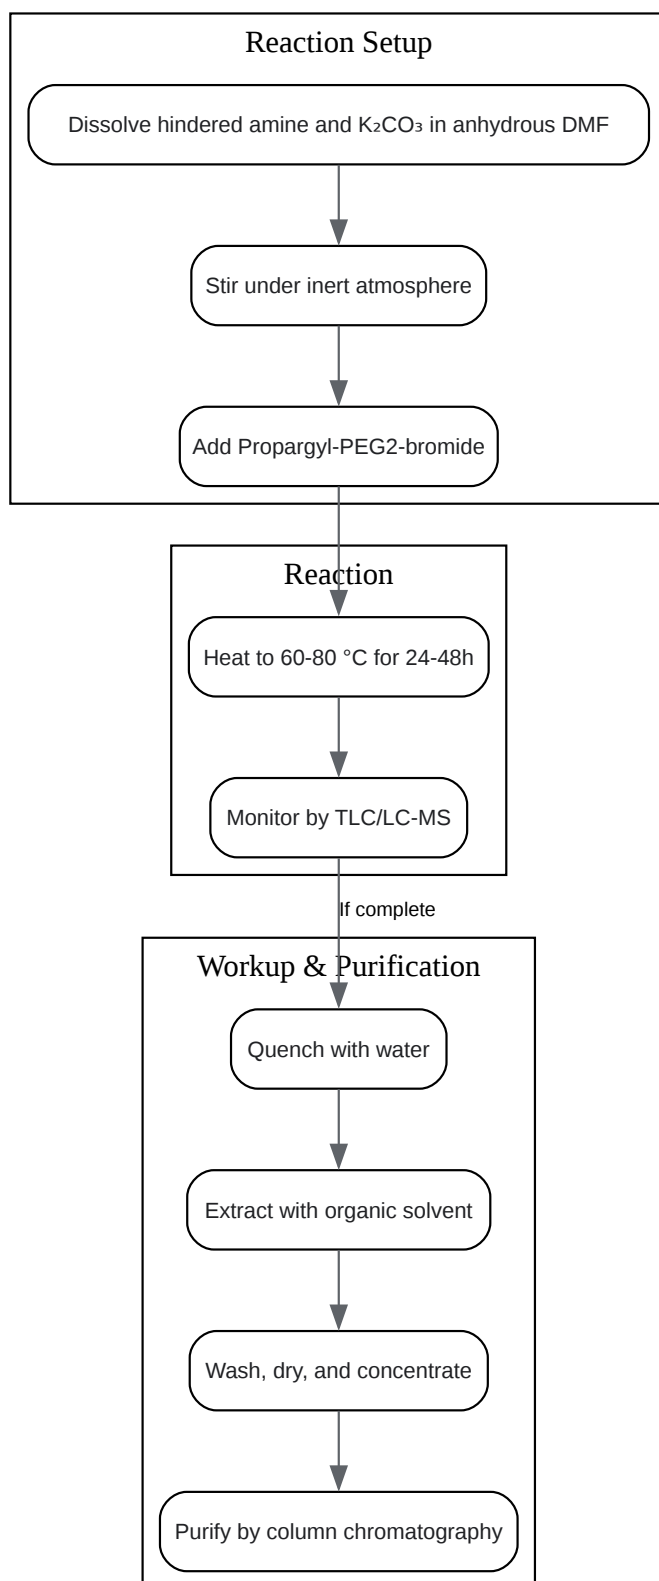 Reaction Setup
Dissolve hindered amine and K₂CO₃ in anhydrous DMF
Stir under inert atmosphere
Add Propargyl-PEG2-bromide
Reaction
Heat to 60-80 °C for 24-48h
Monitor by TLC/LC-MS
If complete
Workup & Purification
Quench with water
Extract with organic solvent
Wash, dry, and concentrate
Purify by column chromatography